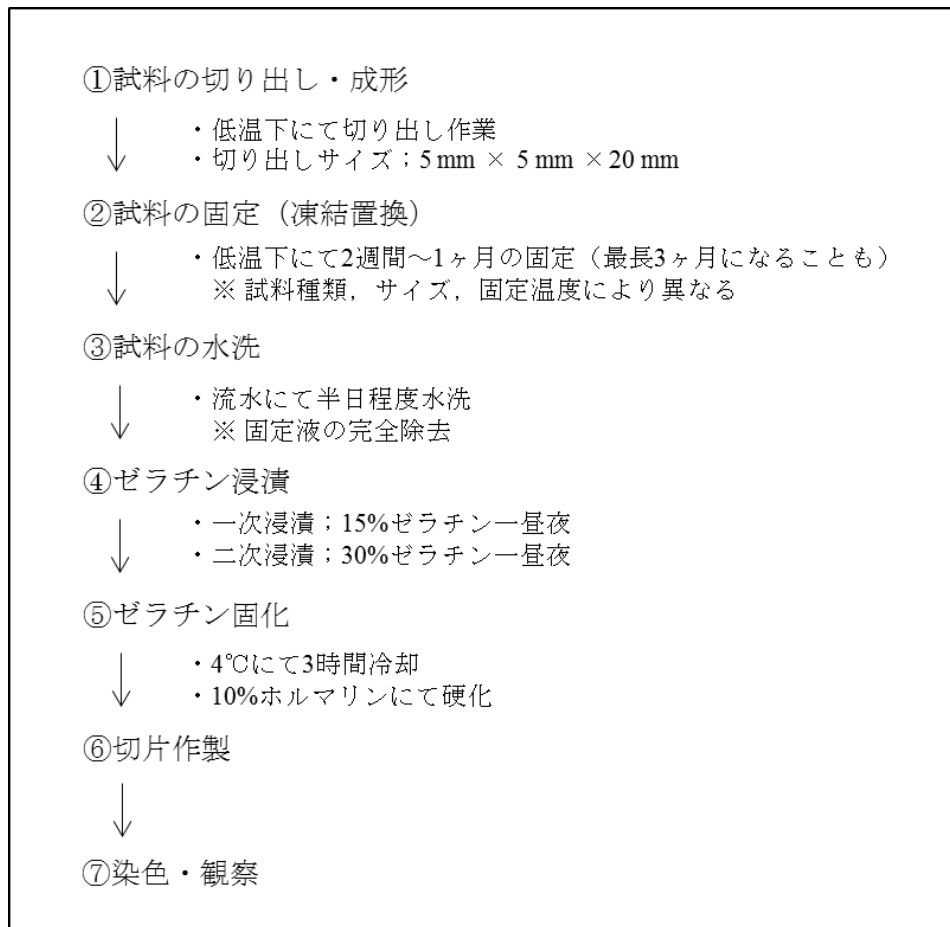 ①試料の切り出し・成形
・低温下にて切り出し作業
・切り出しサイズ；5 mm × 5 mm × 20 mm
②試料の固定（凍結置換）
・低温下にて2週間～1ヶ月の固定（最長3ヶ月になることも）
※ 試料種類，サイズ，固定温度により異なる
③試料の水洗
・流水にて半日程度水洗
※ 固定液の完全除去
④ゼラチン浸漬
・一次浸漬；15%ゼラチン一昼夜
・二次浸漬；30%ゼラチン一昼夜
⑤ゼラチン固化
・4℃にて3時間冷却
・10%ホルマリンにて硬化
⑥切片作製
⑦染色・観察